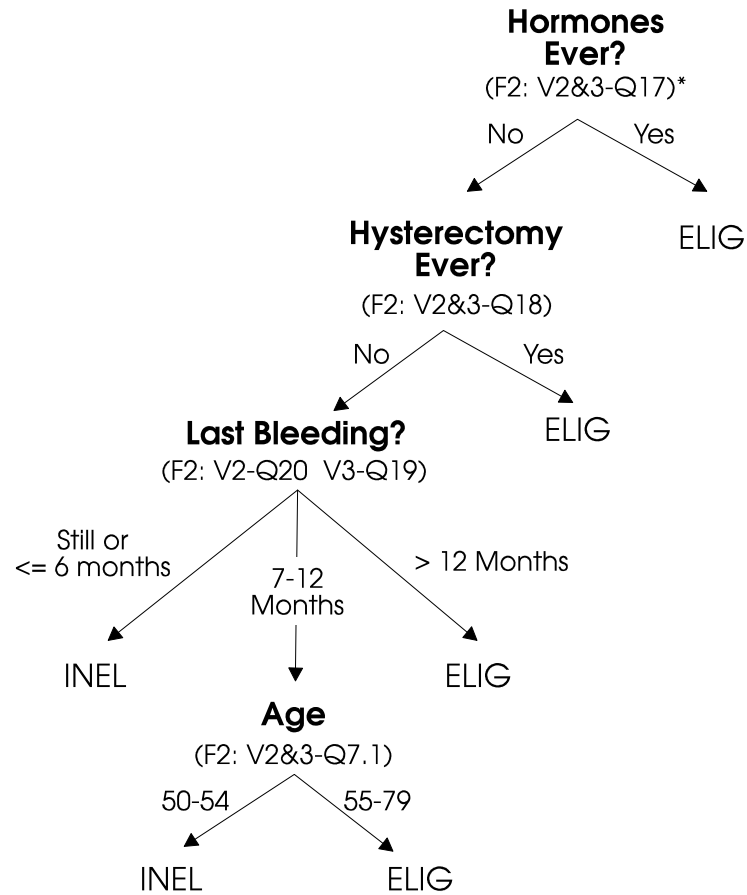 Hormones
Ever?
(F2: V2&3-Q17)*
No
Yes
Hysterectomy
Ever?
ELIG
(F2: V2&3-Q18)
No
Yes
Last Bleeding?
ELIG
(F2: V2-Q20 V3-Q19)
Still or
<= 6 months
7-12
Months
> 12 Months
INEL
ELIG
Age
(F2: V2&3-Q7.1)
50-54
55-79
INEL
ELIG